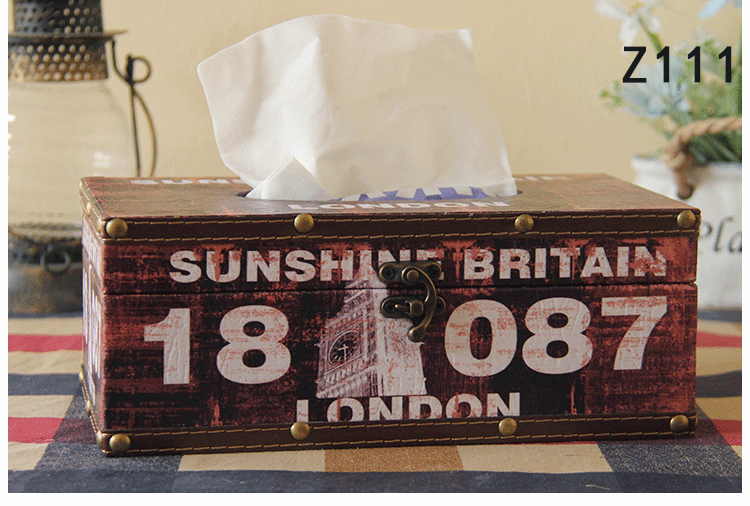 Z111
LONDON
SUNSHINE BRITAIN
18 087
LONDON